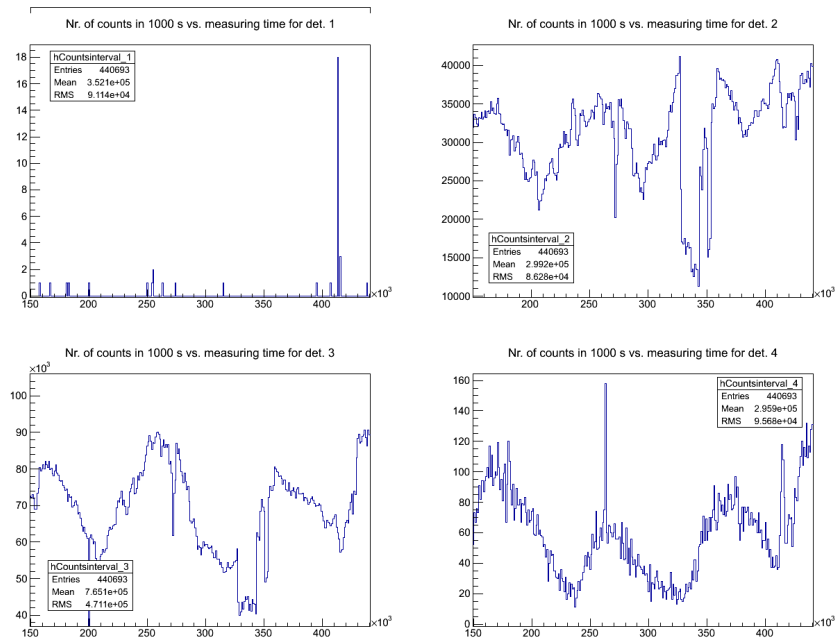 Nr. of counts in 1000 s vs. measuring time for det. 1
hCountsinterval_1
Entries 440693
Mean 3.521e+05
RMS 9.114e+04
18
16
14
12
10
8
6
4
2
0
150 200 250 300 350 400 ×10³
Nr. of counts in 1000 s vs. measuring time for det. 2
40000
35000
30000
25000
20000
15000
10000
hCountsinterval_2
Entries 440693
Mean 2.992e+05
RMS 8.628e+04
200 250 300 350 400 ×10³
Nr. of counts in 1000 s vs. measuring time for det. 3
×10³
100
90
80
70
60
50
40
hCountsinterval_3
Entries 440693
Mean 7.651e+05
RMS 4.711e+05
150 200 250 300 350 400 ×10³
Nr. of counts in 1000 s vs. measuring time for det. 4
hCountsinterval_4
Entries 440693
Mean 2.959e+05
RMS 9.568e+04
160
140
120
100
80
60
40
20
0
150 200 250 300 350 400 ×10³